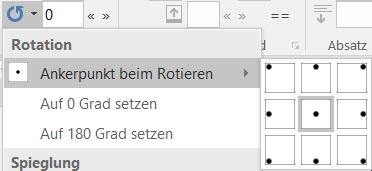 0 « » « » ==
Rotation
Ankerpunkt beim Rotieren
Absatz
Auf 0 Grad setzen
Auf 180 Grad setzen
Spieglung